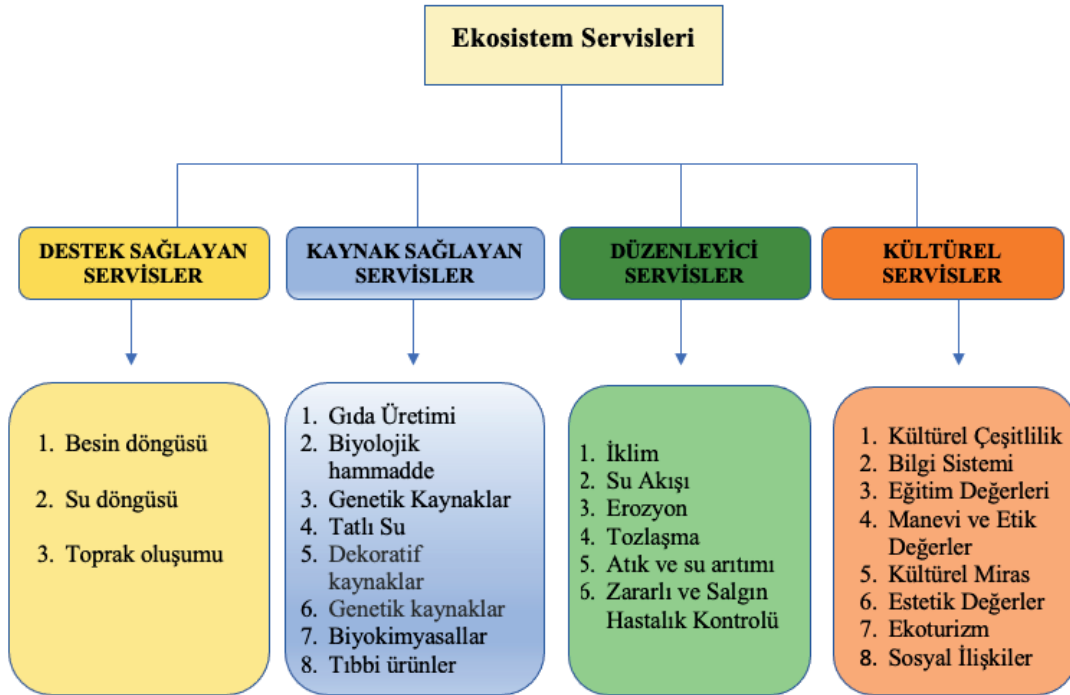 Ekosistem Servisleri
DESTEK SAĞLAYAN
SERVİSLER
KAYNAK SAĞLAYAN
SERVİSLER
DÜZENLEYİCİ
SERVİSLER
KÜLTÜREL
SERVİSLER
1. Besin döngüsü
2. Su döngüsü
3. Toprak oluşumu
1. Gıda Üretimi
2. Biyolojik
hammadde
3. Genetik Kaynaklar
4. Tatlı Su
5. Dekoratif
kaynaklar
6. Genetik kaynaklar
7. Biyokimyasallar
8. Tıbbi ürünler
1. İklim
2. Su Akışı
3. Erozyon
4. Tozlaşma
5. Atık ve su arıtımı
6. Zararlı ve Salgın
Hastalık Kontrolü
1. Kültürel Çeşitlilik
2. Bilgi Sistemi
3. Eğitim Değerleri
4. Manevi ve Etik
Değerler
5. Kültürel Miras
6. Estetik Değerler
7. Ekoturizm
8. Sosyal İlişkiler